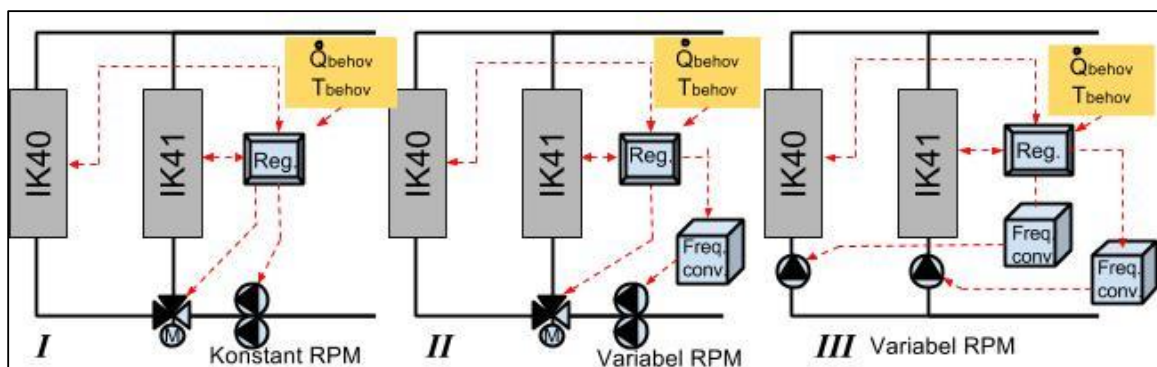 Q̊behov
Tbehov
IK40
IK41
Reg.
M
I
Konstant RPM
Q̊behov
Tbehov
IK40
IK41
Reg.
Freq.
conv.
M
II
Variabel RPM
Q̊behov
Tbehov
IK40
IK41
Reg.
Freq.
conv.
Freq.
conv.
III Variabel RPM